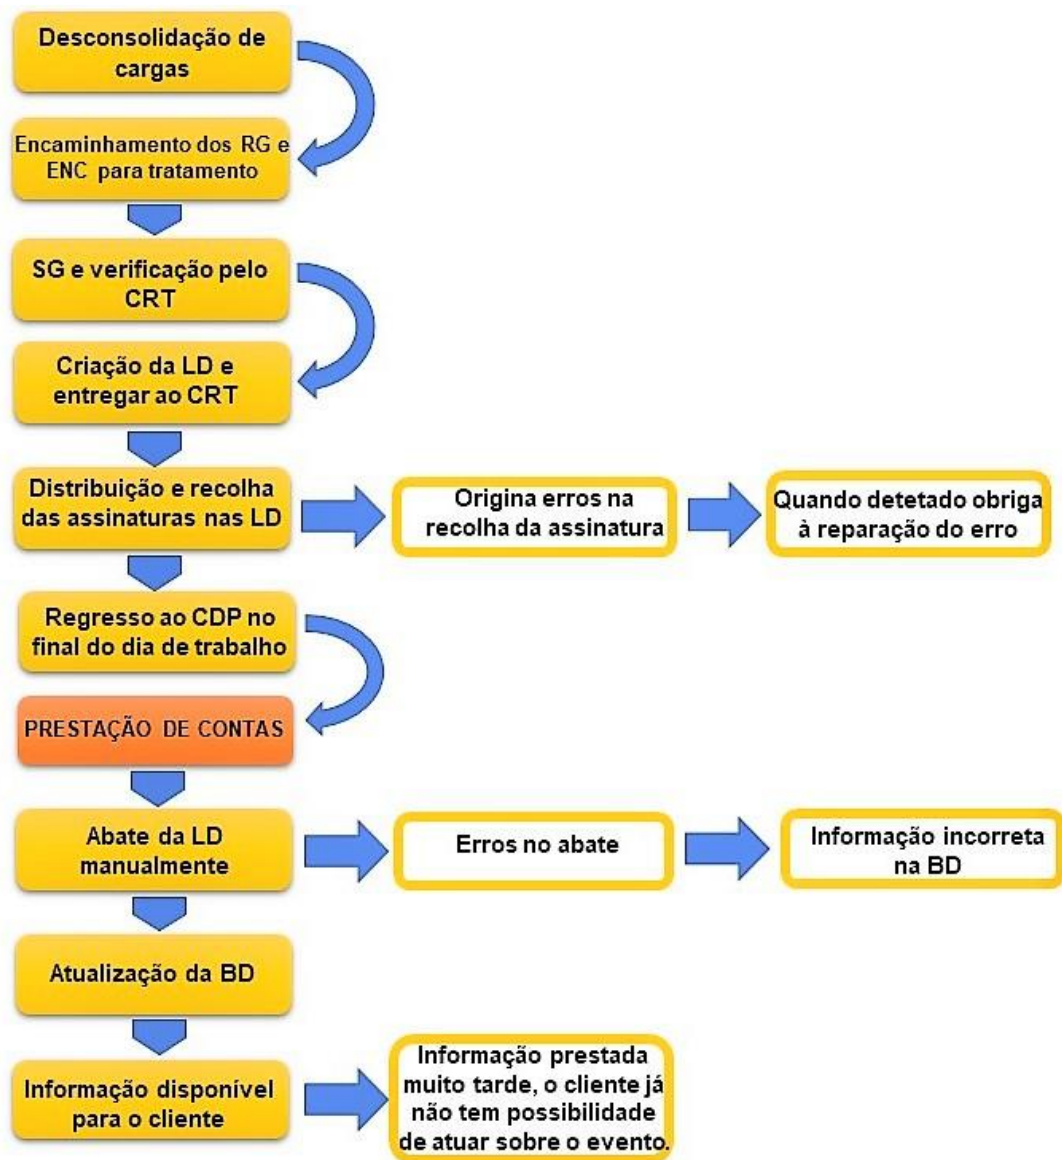 Desconsolidação de
cargas
Encaminhamento dos RG e
ENC para tratamento
SG e verificação pelo
CRT
Criação da LD e
entregar ao CRT
Distribuição e recolha
das assinaturas nas LD
Origina erros na
recolha da assinatura
Quando detetado obriga
à reparação do erro
Regresso ao CDP no
final do dia de trabalho
PRESTAÇÃO DE CONTAS
Abate da LD
manualmente
Erros no abate
Informação incorreta
na BD
Atualização da BD
Informação disponível
para o cliente
Informação prestada
muito tarde, o cliente já
não tem possibilidade
de atuar sobre o evento.